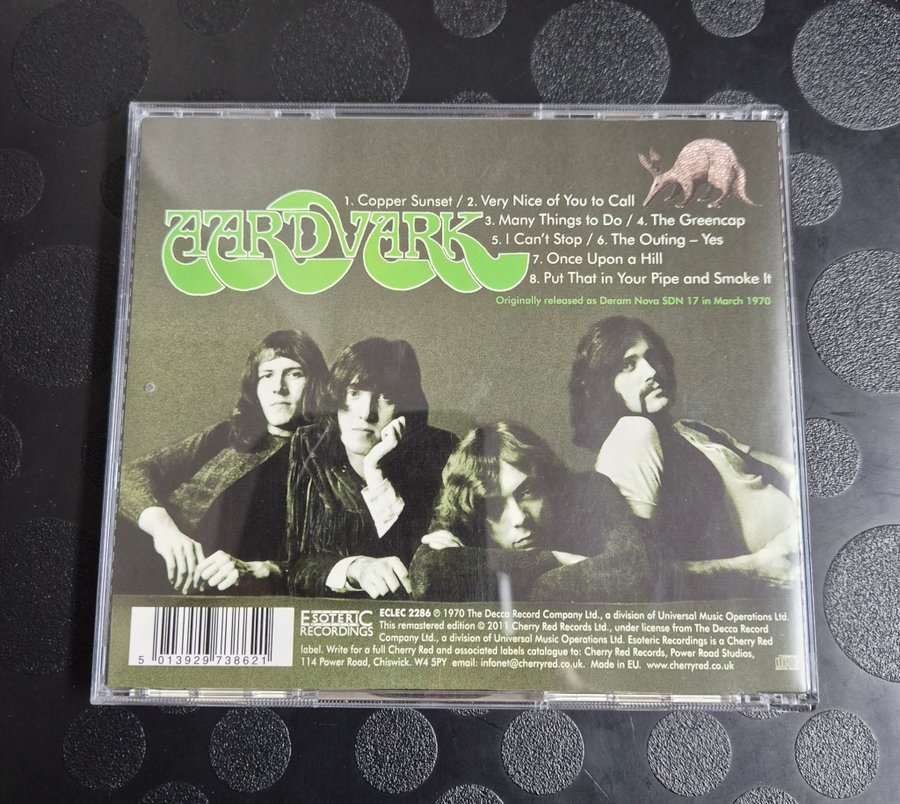 AARDVARK
1. Copper Sunset / 2. Very Nice of You to Call
3. Many Things to Do / 4. The Greencap
5. I Can't Stop / 6. The Outing – Yes
7. Once Upon a Hill
8. Put That in Your Pipe and Smoke It
Originally released as Deram Nova SDN 17 in March 1970
5 013929 738621
ESOTERIC
RECORDINGS
ECLEC 2286 ℗ 1970 The Decca Record Company Ltd., a division of Universal Music Operations Ltd.
This remastered edition © 2011 Cherry Red Records Ltd., under license from The Decca Record
Company Ltd., a division of Universal Music Operations Ltd. Esoteric Recordings is a Cherry Red
label. Write for a full Cherry Red and associated labels catalogue to: Cherry Red Records, Power Road Studios,
114 Power Road, Chiswick. W4 5PY email: infonet@cherryred.co.uk. Made in EU. www.cherryred.co.uk